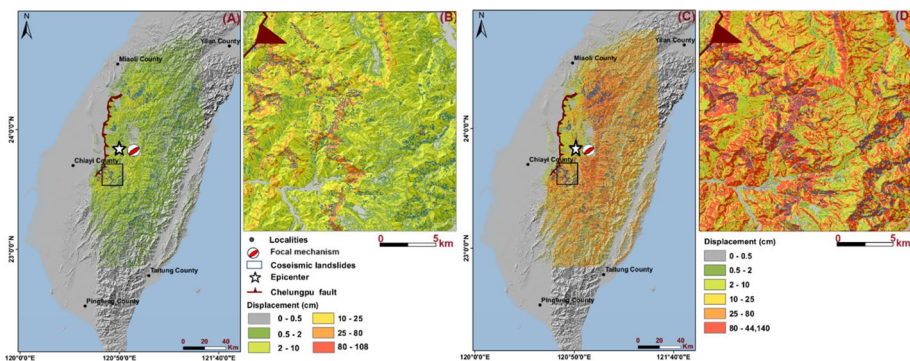 (A)
N
Yilan County
Miaoli County
24°0'0"N
Chiayi County
23°0'0"N
Taitung County
Pingtung County
0 20 40
Km
120°0'0"E
120°50'0"E
121°40'0"E
(B)
0 5
km
Localities
Focal mechanism
Coseismic landslides
Epicenter
Chelungpu fault
Displacement (cm)
0 - 0.5
0.5 - 2
2 - 10
10 - 25
25 - 80
80 - 108
(C)
N
Yilan County
Miaoli County
24°0'0"N
Chiayi County
23°0'0"N
Taitung County
Pingtung County
0 20 40
Km
120°0'0"E
120°50'0"E
121°40'0"E
(D)
0 5
km
Displacement (cm)
0 - 0.5
0.5 - 2
2 - 10
10 - 25
25 - 80
80 - 44,140